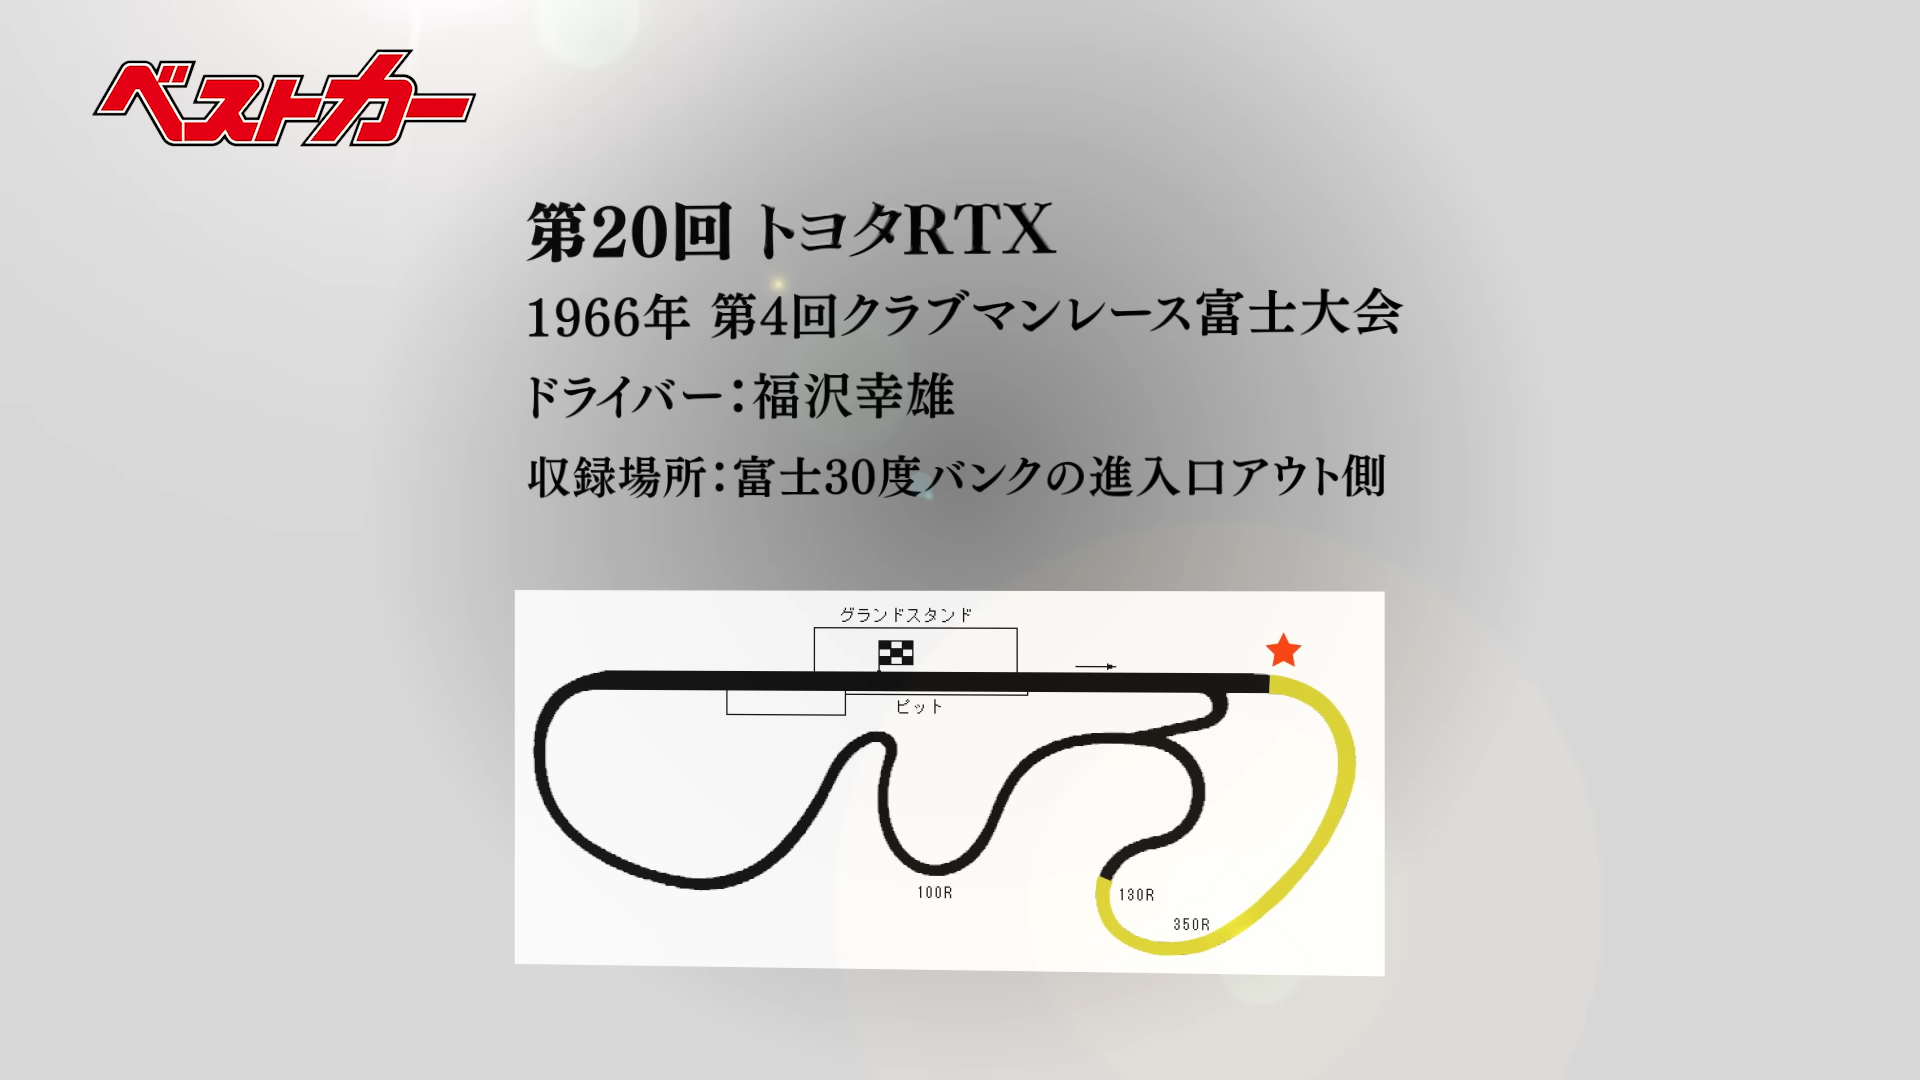 ベストカー
第20回 トヨタRTX
1966年 第4回クラブマンレース富士大会
ドライバー：福沢幸雄
収録場所：富士30度バンクの進入口アウト側
グランドスタンド
ピット
100R
130R
350R